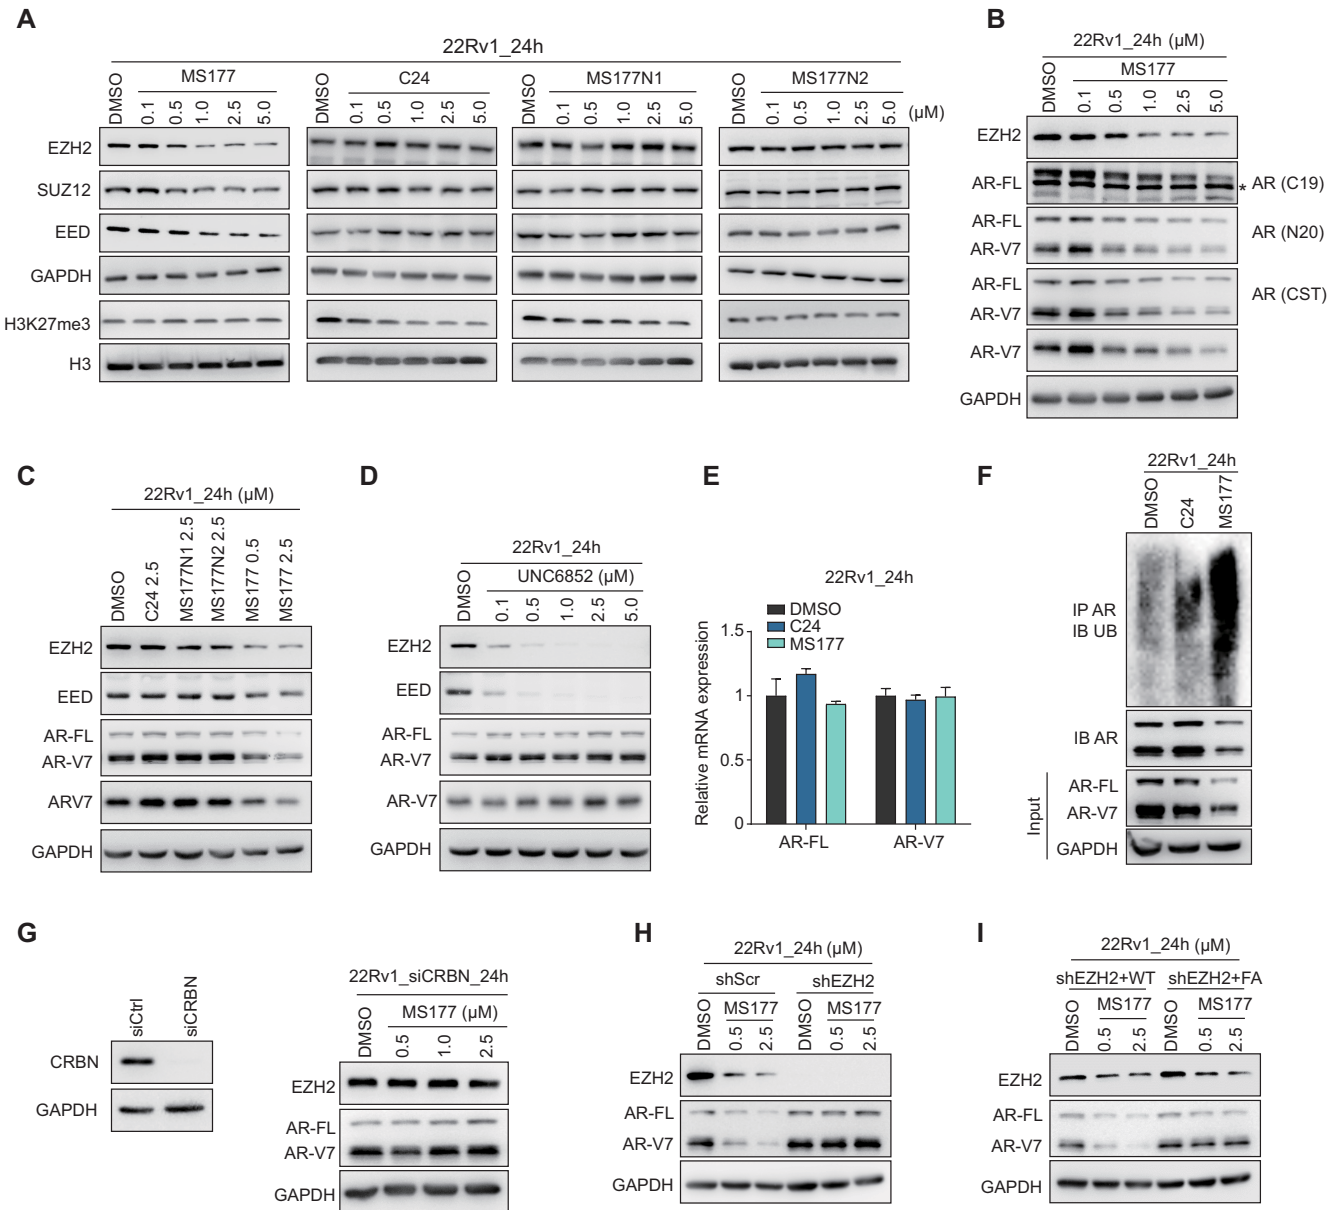 A
22Rv1_24h
MS177
C24
MS177N1
MS177N2
DMSO 0.1 0.5 1.0 2.5 5.0
DMSO 0.1 0.5 1.0 2.5 5.0
DMSO 0.1 0.5 1.0 2.5 5.0
DMSO 0.1 0.5 1.0 2.5 5.0 (μM)
EZH2
SUZ12
EED
GAPDH
H3K27me3
H3
B
22Rv1_24h (μM)
MS177
DMSO 0.1 0.5 1.0 2.5 5.0
EZH2
AR-FL * AR (C19)
AR-FL
AR-V7 AR (N20)
AR-FL
AR-V7 AR (CST)
AR-V7
GAPDH
C
22Rv1_24h (μM)
DMSO
C24 2.5
MS177N1 2.5
MS177N2 2.5
MS177 0.5
MS177 2.5
EZH2
EED
AR-FL
AR-V7
ARV7
GAPDH
D
22Rv1_24h
UNC6852 (μM)
DMSO 0.1 0.5 1.0 2.5 5.0
EZH2
EED
AR-FL
AR-V7
AR-V7
GAPDH
E
22Rv1_24h
DMSO
C24
MS177
Relative mRNA expression
1.5
1
0.5
0
AR-FL AR-V7
F
22Rv1_24h
DMSO
C24
MS177
IP AR
IB UB
IB AR
Input
AR-FL
AR-V7
GAPDH
G
siCtrl
siCRBN
CRBN
GAPDH
22Rv1_siCRBN_24h
MS177 (μM)
DMSO 0.5 1.0 2.5
EZH2
AR-FL
AR-V7
GAPDH
H
22Rv1_24h (μM)
shScr shEZH2
MS177 MS177
DMSO 0.5 2.5 DMSO 0.5 2.5
EZH2
AR-FL
AR-V7
GAPDH
I
22Rv1_24h (μM)
shEZH2+WT shEZH2+FA
MS177 MS177
DMSO 0.5 2.5 DMSO 0.5 2.5
EZH2
AR-FL
AR-V7
GAPDH